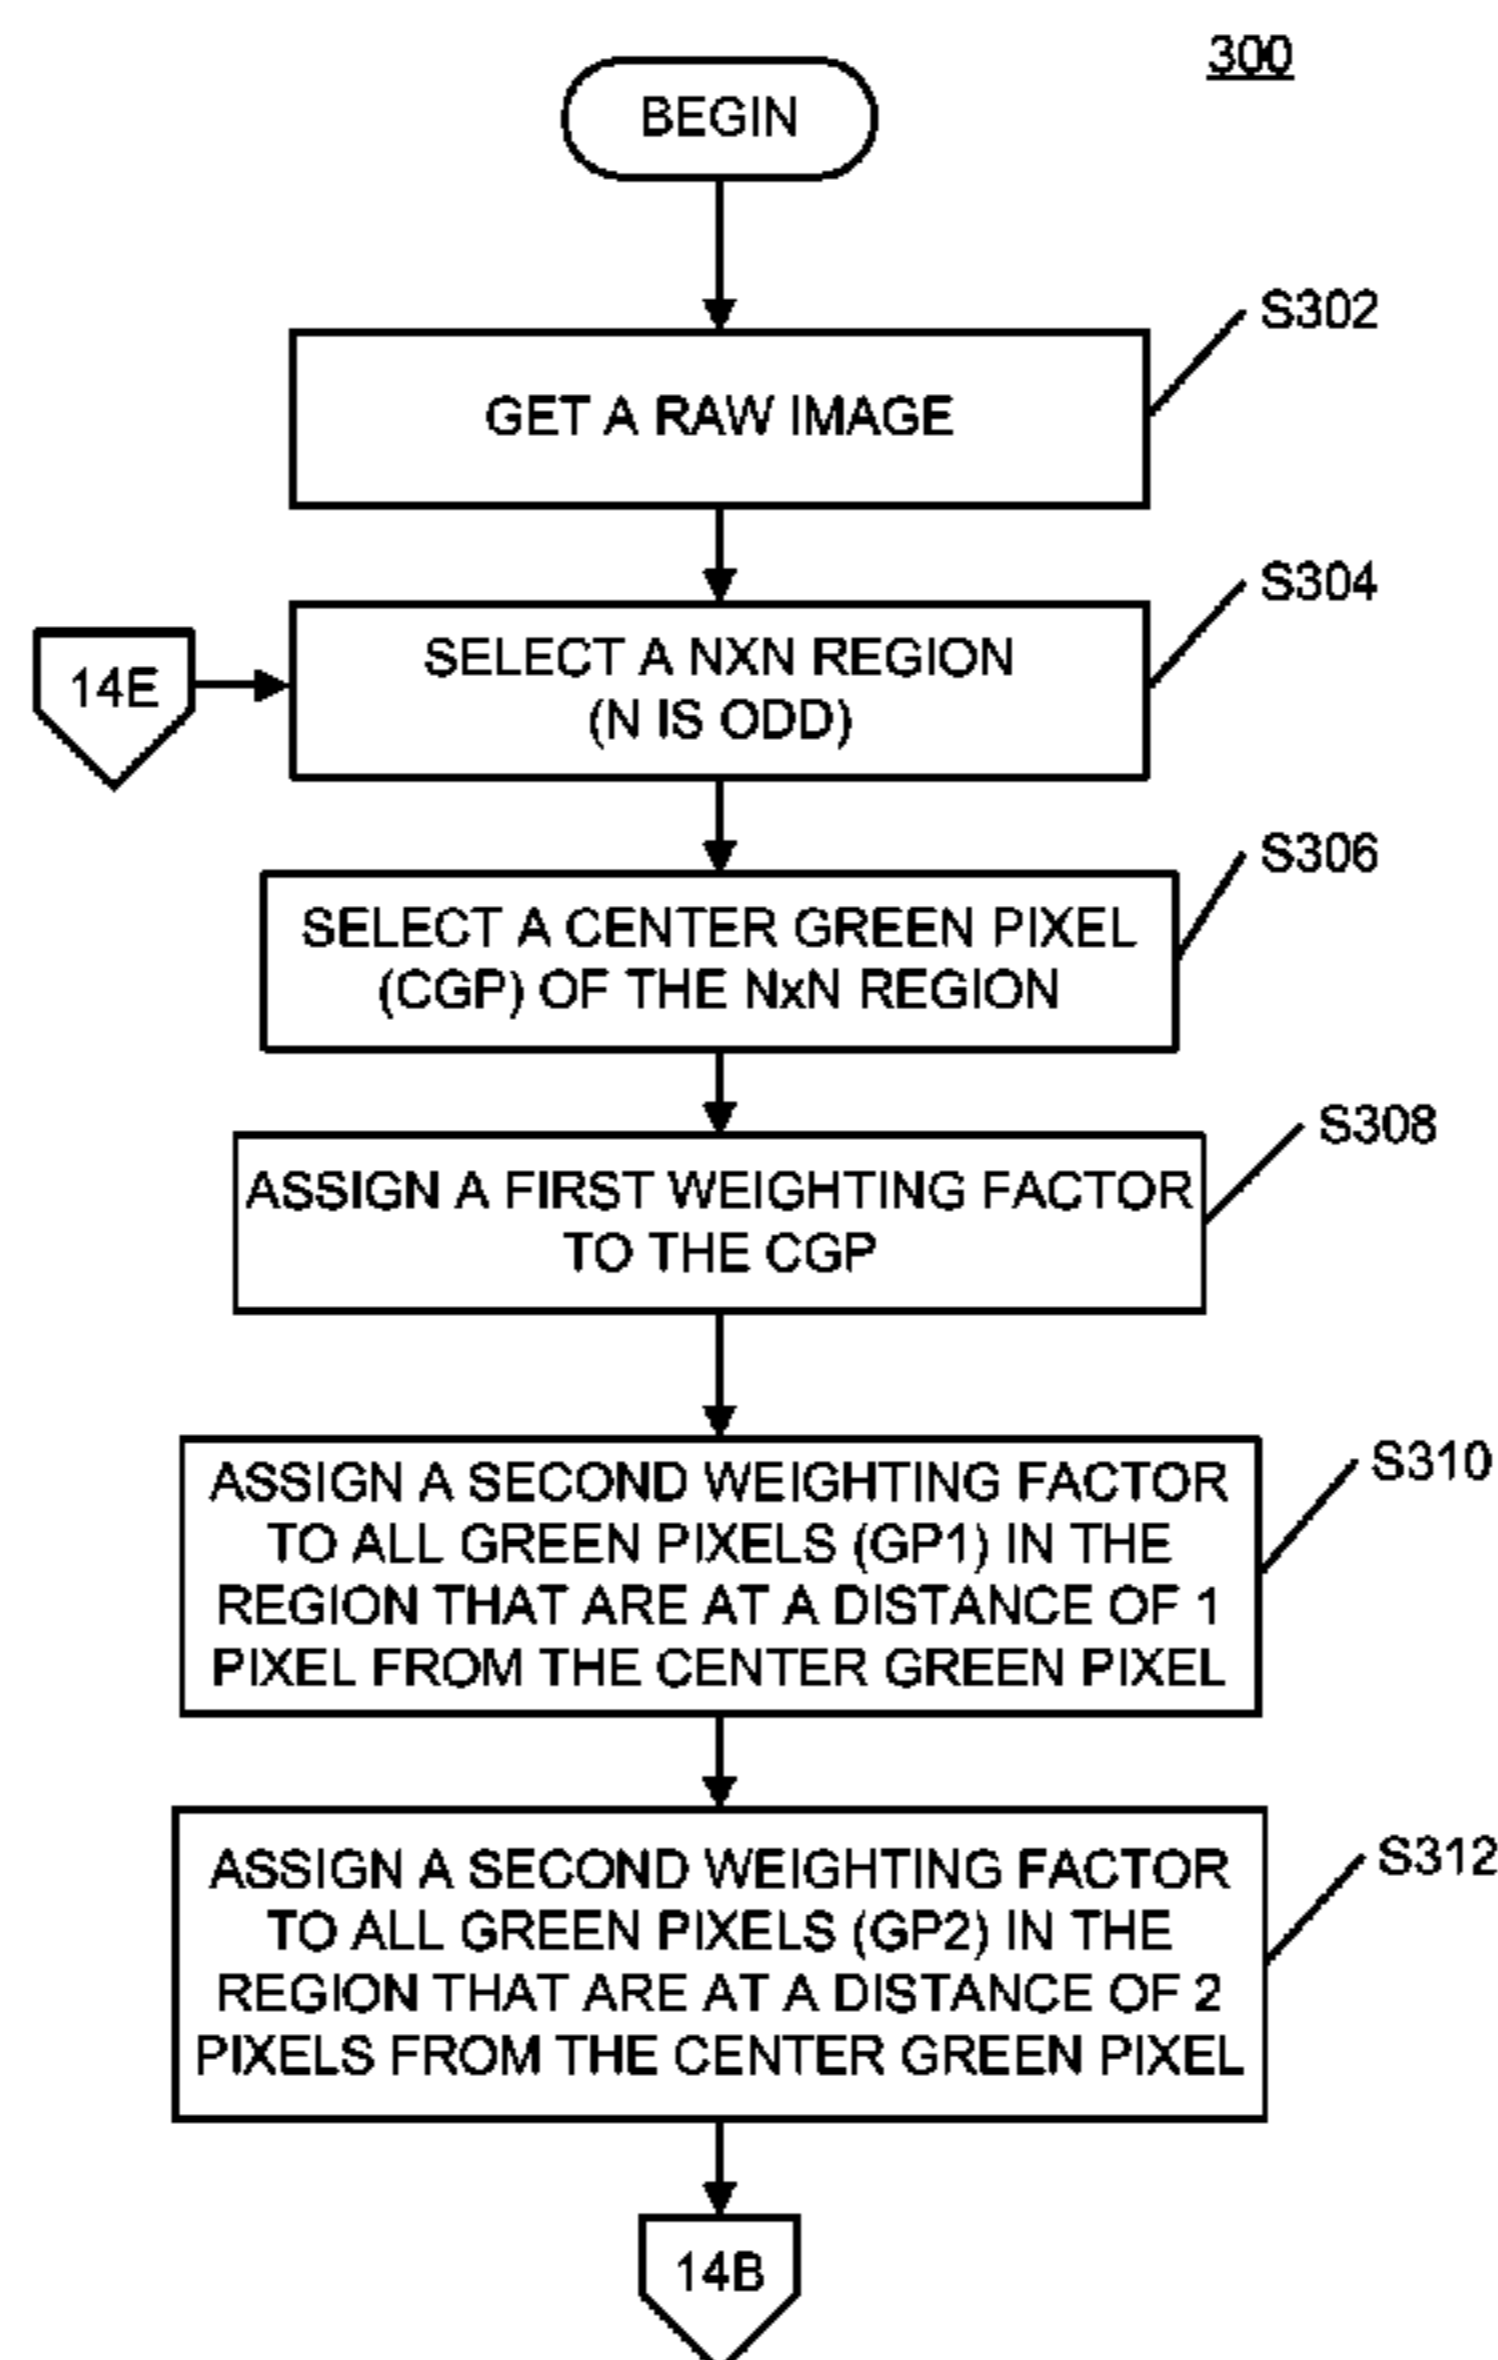 300
BEGIN
S302
GET A RAW IMAGE
S304
SELECT A NXN REGION
(N IS ODD)
14E
S306
SELECT A CENTER GREEN PIXEL
(CGP) OF THE NxN REGION
S308
ASSIGN A FIRST WEIGHTING FACTOR
TO THE CGP
S310
ASSIGN A SECOND WEIGHTING FACTOR
TO ALL GREEN PIXELS (GP1) IN THE
REGION THAT ARE AT A DISTANCE OF 1
PIXEL FROM THE CENTER GREEN PIXEL
S312
ASSIGN A SECOND WEIGHTING FACTOR
TO ALL GREEN PIXELS (GP2) IN THE
REGION THAT ARE AT A DISTANCE OF 2
PIXELS FROM THE CENTER GREEN PIXEL
14B